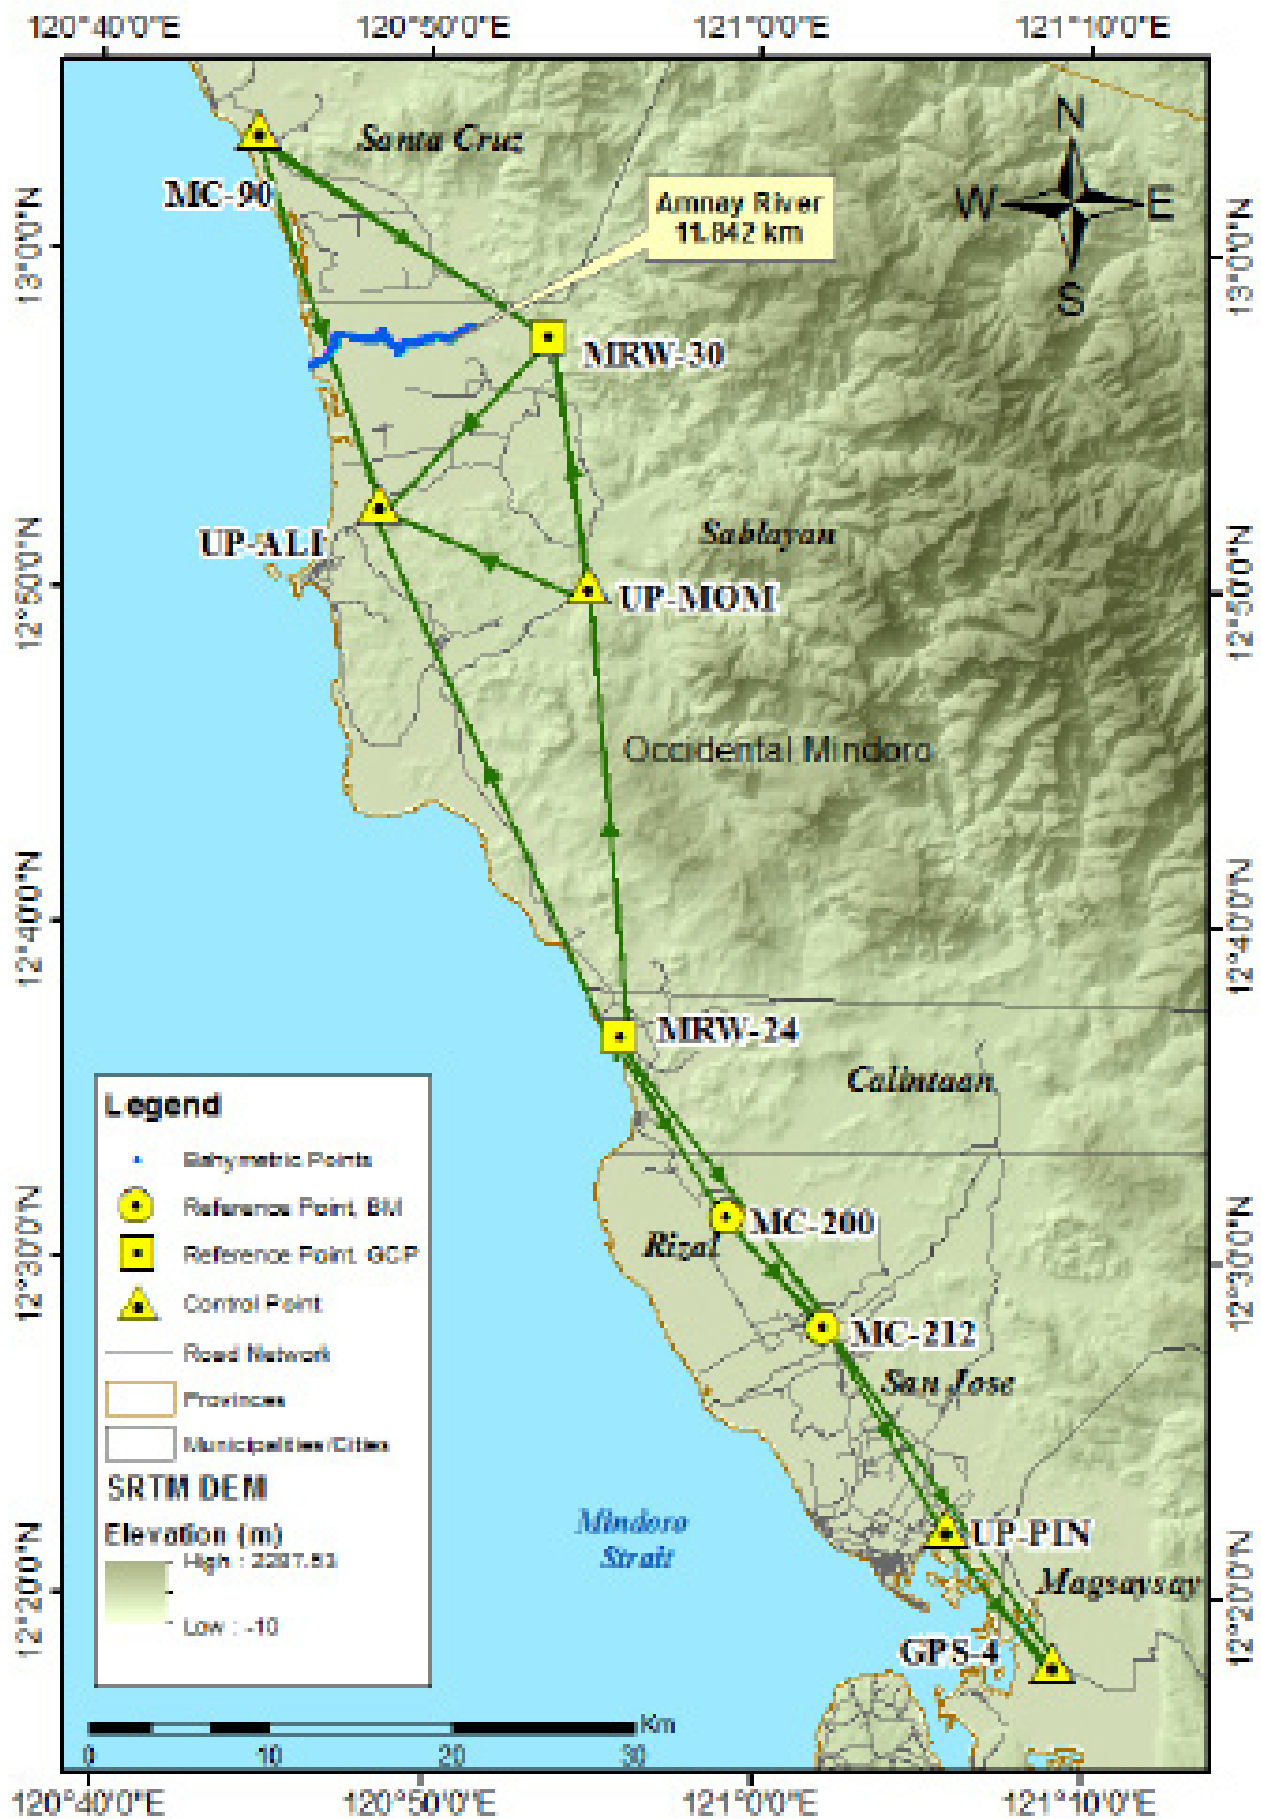 120°40'0"E 120°50'0"E 121°0'0"E 121°10'0"E
N
W E
S
Santa Cruz
MC-90
Amnay River
11.842 km
13°0'0"N
13°0'0"N
MRW-30
UP-ALI
Sablayan
12°50'0"N
12°50'0"N
UP-MOM
Occidental Mindoro
12°40'0"N
12°40'0"N
MRW-24
Calintaan
MC-200
Rizal
12°30'0"N
12°30'0"N
MC-212
San Jose
Mindoro
Strait
UP-PIN
Magsaysay
12°20'0"N
12°20'0"N
GPS-4
Legend
Bahymetric Points
Reference Point, BM
Reference Point, GCP
Control Point
Road Network
Provinces
Municipalities/Cities
SRTM DEM
Elevation (m)
High : 2287.53
Low : -10
Km
0 10 20 30
120°40'0"E 120°50'0"E 121°0'0"E 121°10'0"E